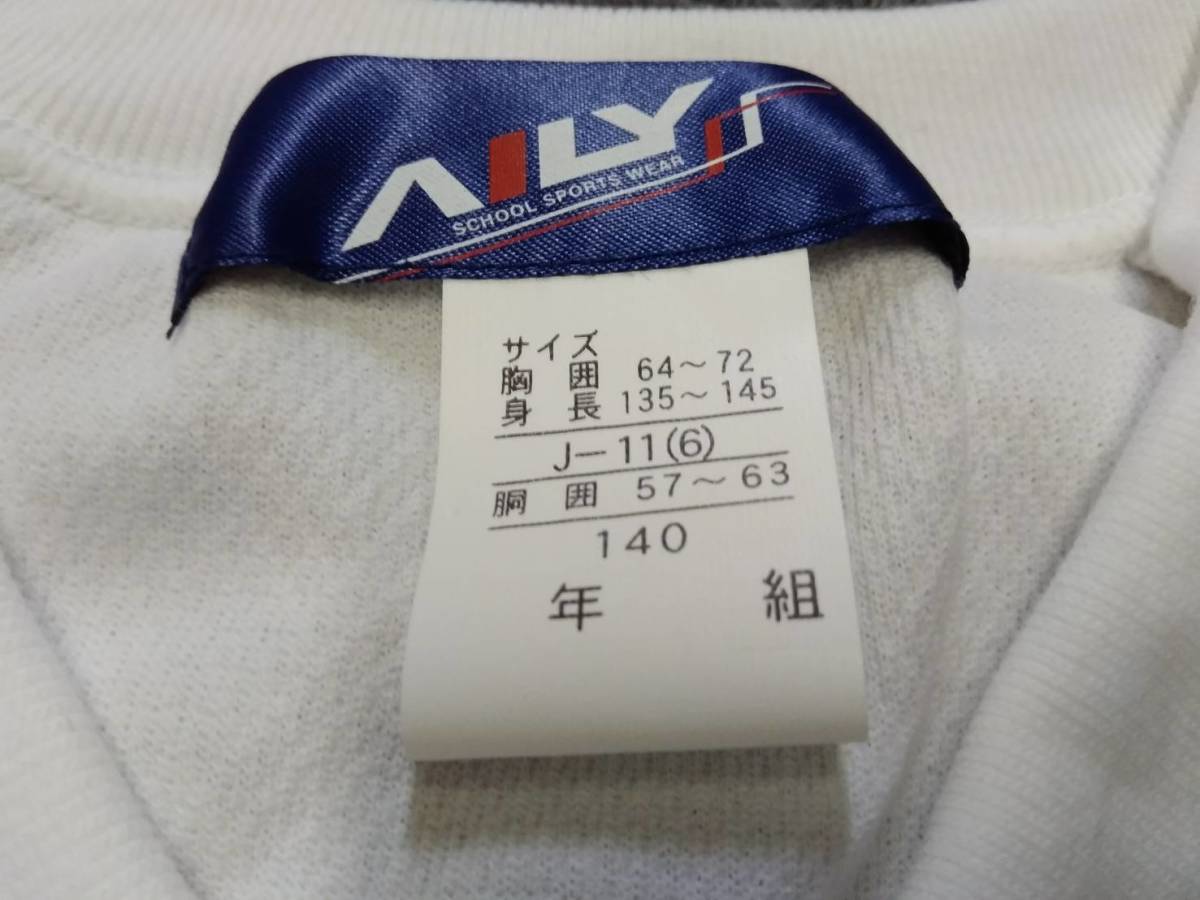 AILY
SCHOOL SPORTS WEAR
サイズ
胸 囲 64～72
身 長 135～145
J－11(6)
胴 囲 57～63
140
年 組